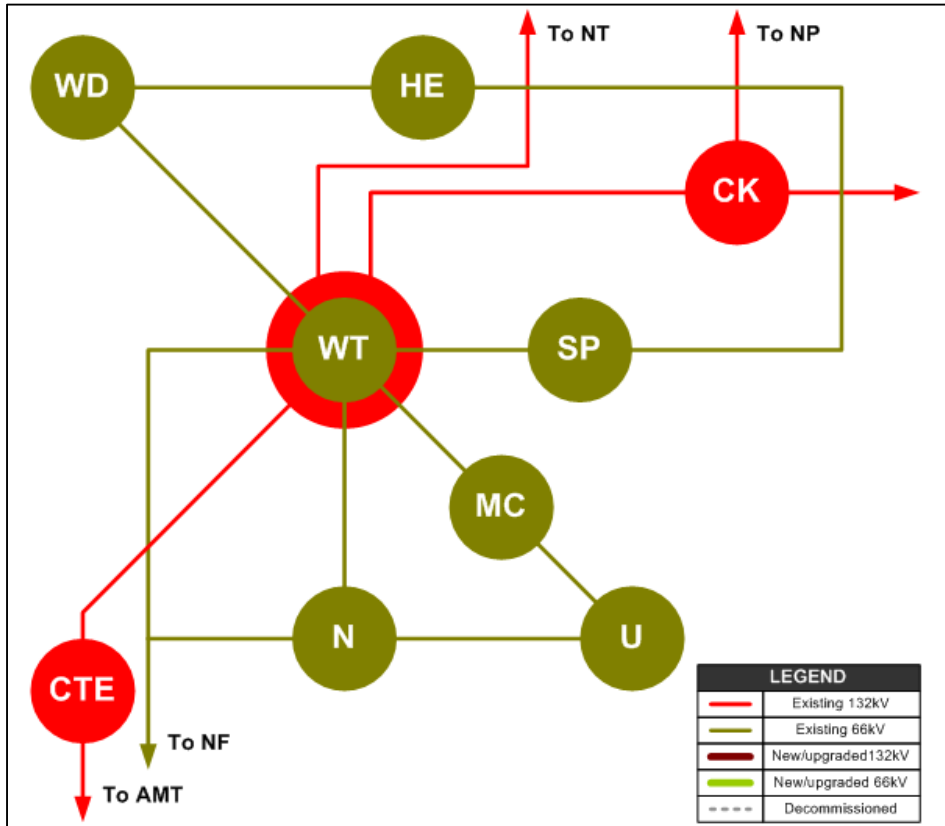 To NT
To NP
WD
HE
CK
WT
SP
MC
N
U
CTE
To NF
To AMT
LEGEND
Existing 132kV
Existing 66kV
New/upgraded132kV
New/upgraded 66kV
Decommissioned